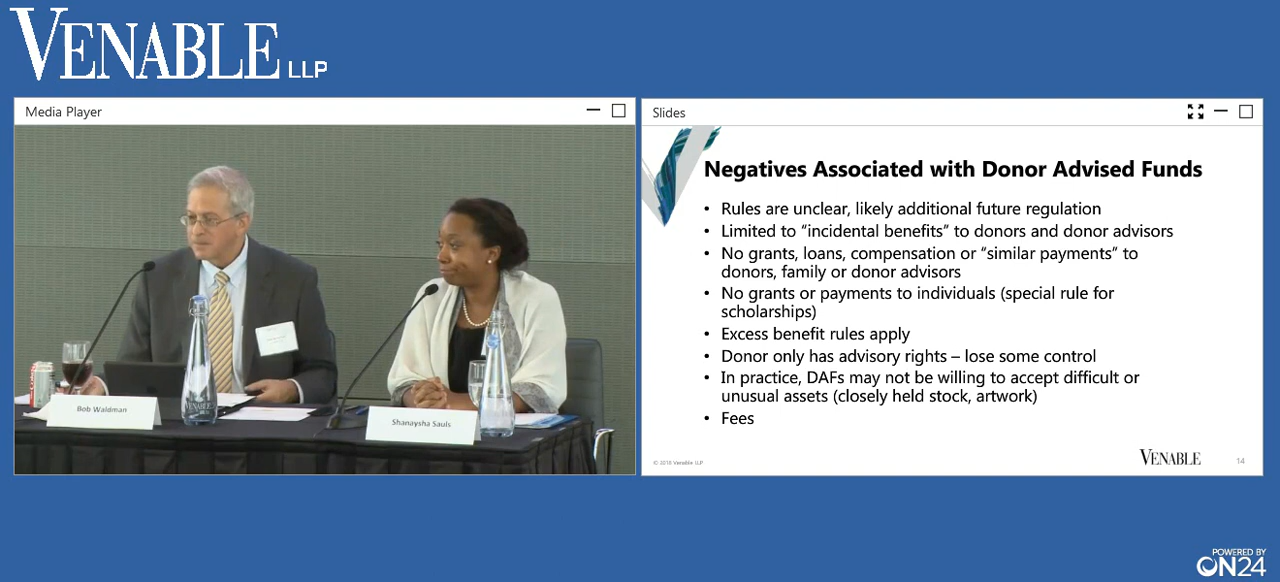 VENABLE LLP
Media Player
Bob Waldman
VENABLE
Shanaysha Sauls
Slides
Negatives Associated with Donor Advised Funds
• Rules are unclear, likely additional future regulation
• Limited to “incidental benefits” to donors and donor advisors
• No grants, loans, compensation or “similar payments” to
donors, family or donor advisors
• No grants or payments to individuals (special rule for
scholarships)
• Excess benefit rules apply
• Donor only has advisory rights – lose some control
• In practice, DAFs may not be willing to accept difficult or
unusual assets (closely held stock, artwork)
• Fees
© 2018 Venable LLP
VENABLE
14
POWERED BY
ON24